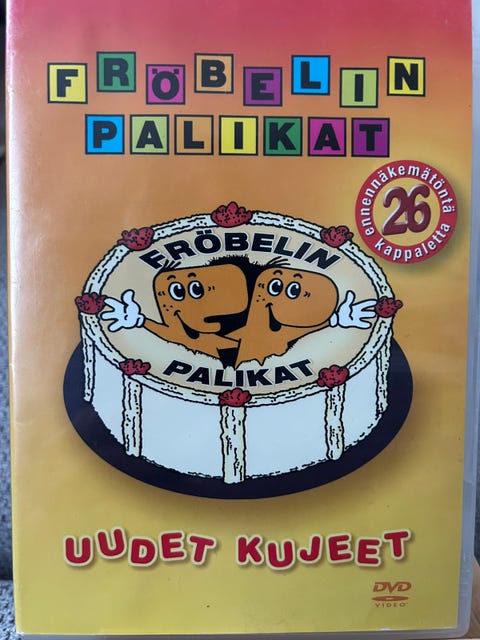 FRÖBELIN
PALIKAT
ennennäkemätöntä
26
kappaletta
FRÖBELIN
PALIKAT
UUDET KUJEET
DVD
VIDEO